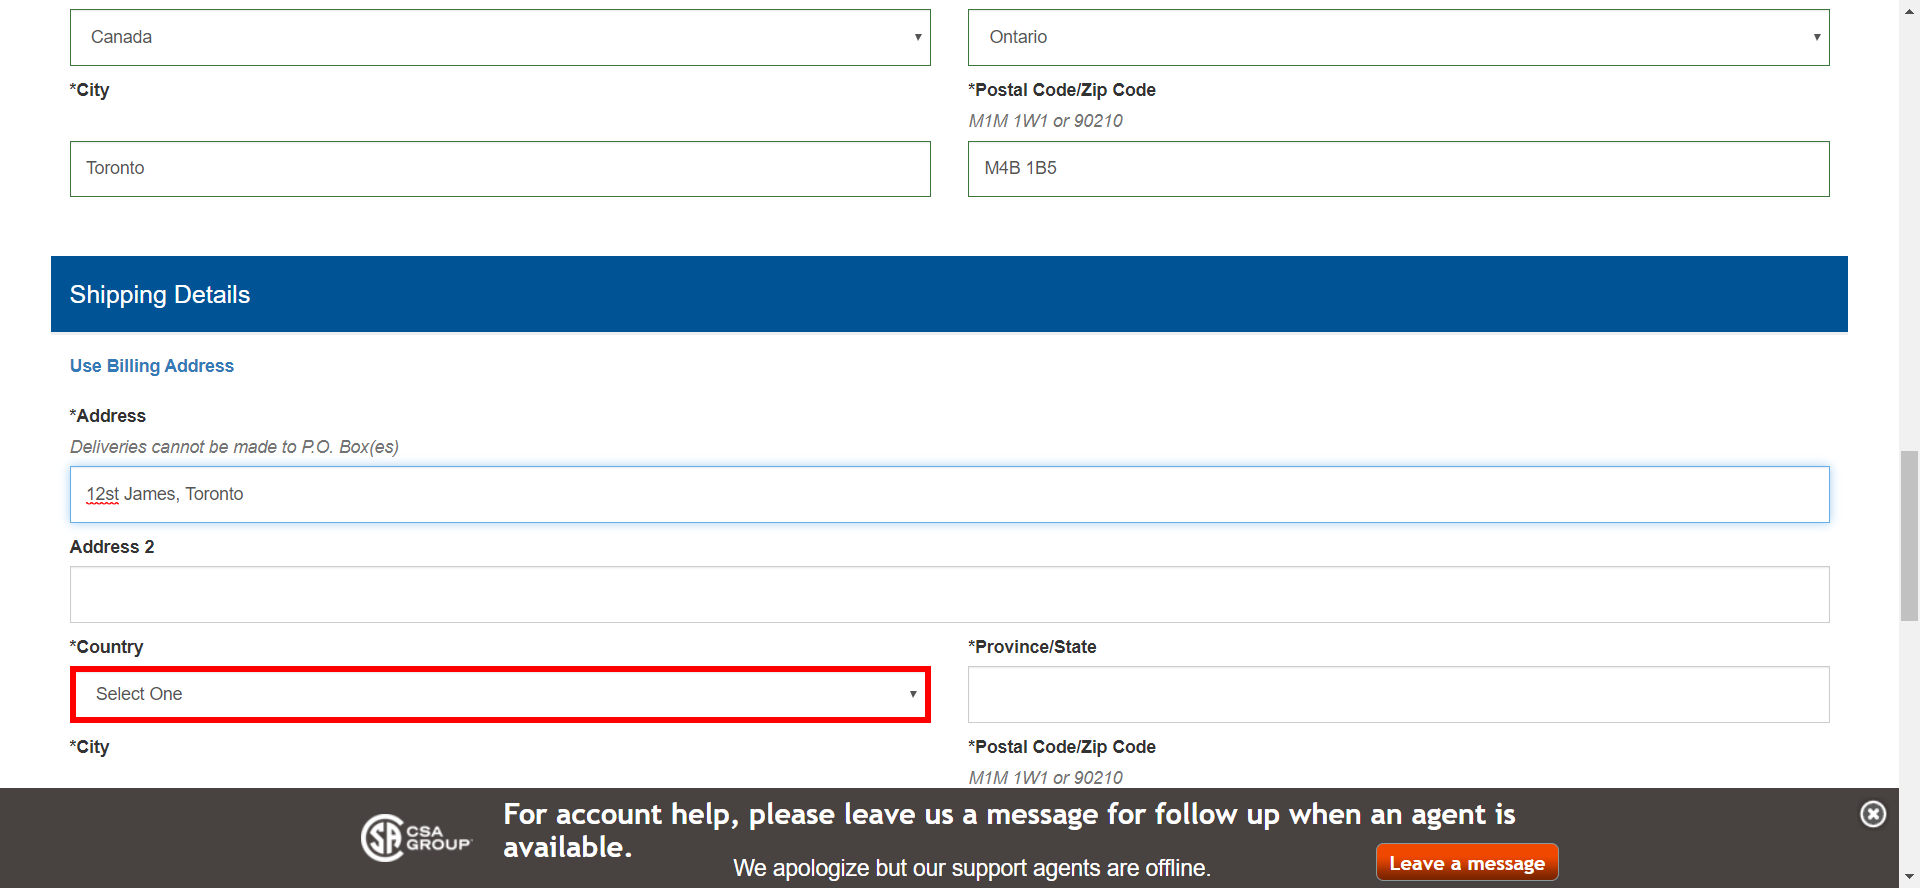 Canada
Ontario
*City
*Postal Code/Zip Code
M1M 1W1 or 90210
Toronto
M4B 1B5
Shipping Details
Use Billing Address
*Address
Deliveries cannot be made to P.O. Box(es)
12st James, Toronto
Address 2
*Country
*Province/State
Select One
*City
*Postal Code/Zip Code
M1M 1W1 or 90210
CSA
GROUP
For account help, please leave us a message for follow up when an agent is
available.
We apologize but our support agents are offline.
Leave a message